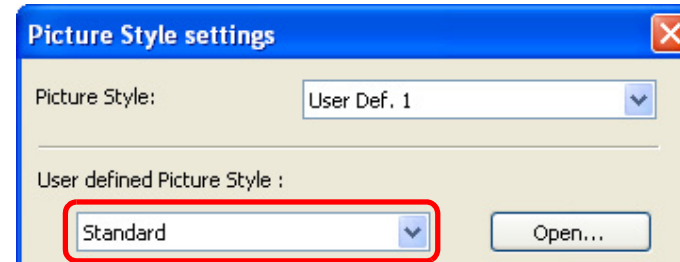 Picture Style settings
Picture Style: User Def. 1
User defined Picture Style :
Standard Open...